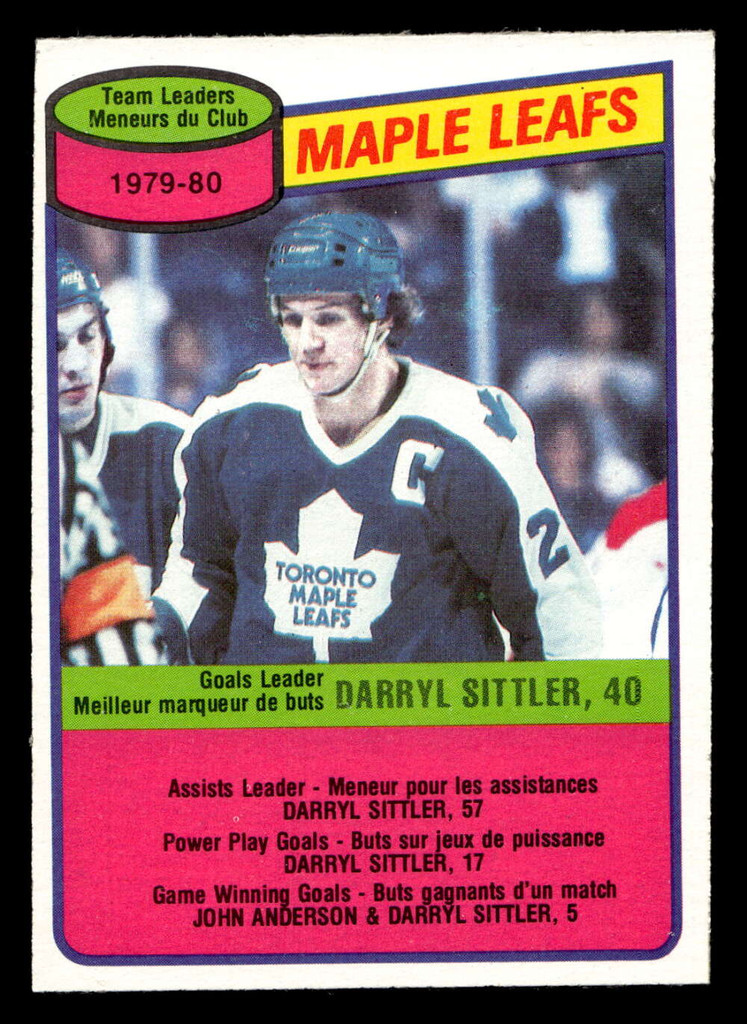 Team Leaders
Meneurs du Club
1979-80
MAPLE LEAFS
C
2
TORONTO
MAPLE
LEAFS
Goals Leader
Meilleur marqueur de buts
DARRYL SITTLER, 40
Assists Leader - Meneur pour les assistances
DARRYL SITTLER, 57
Power Play Goals - Buts sur jeux de puissance
DARRYL SITTLER, 17
Game Winning Goals - Buts gagnants d'un match
JOHN ANDERSON & DARRYL SITTLER, 5